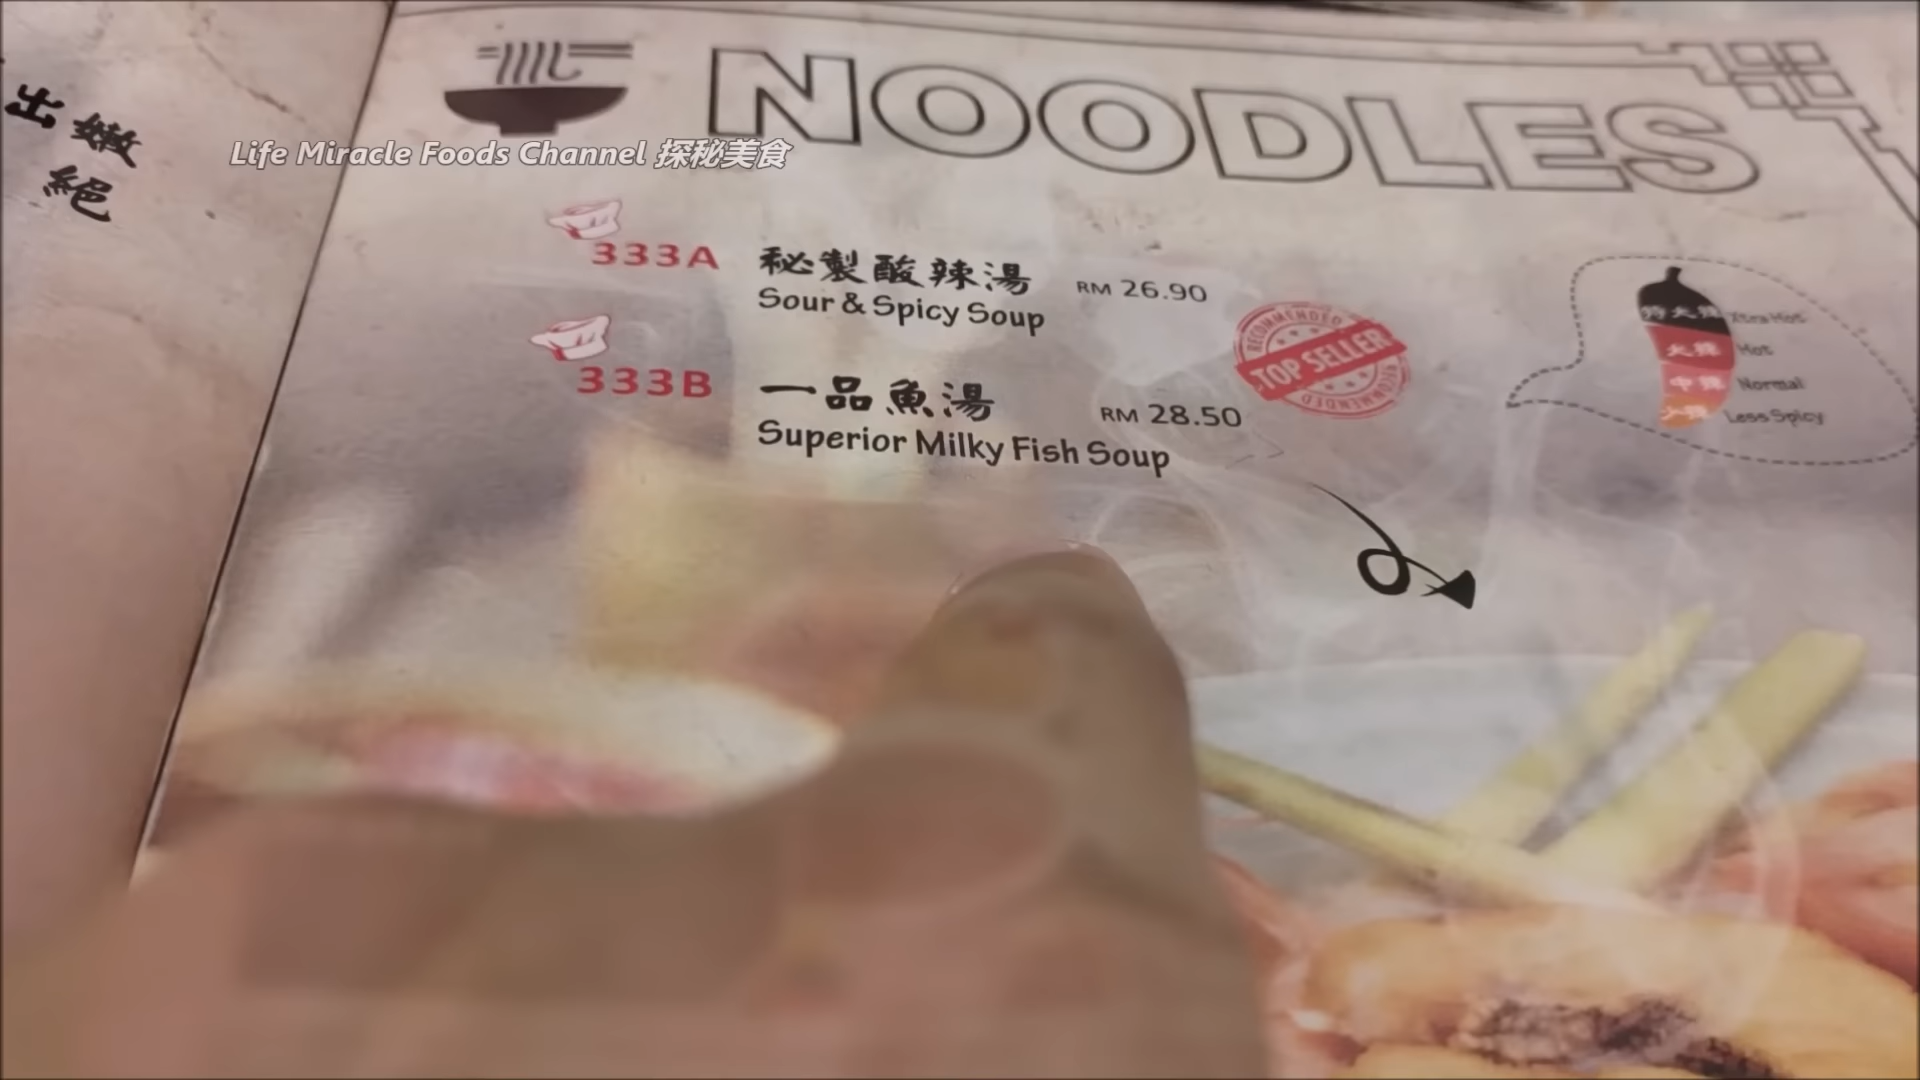 出嫩
絕
NOODLES
Life Miracle Foods Channel 探秘美食
333A 秘製酸辣湯 RM 26.90
Sour & Spicy Soup
RECOMMENDED
TOP SELLER
RECOMMENDED
333B 一品魚湯 RM 28.50
Superior Milky Fish Soup
特大辣 Xtra Hot
大辣 Hot
中辣 Normal
小辣 Less Spicy